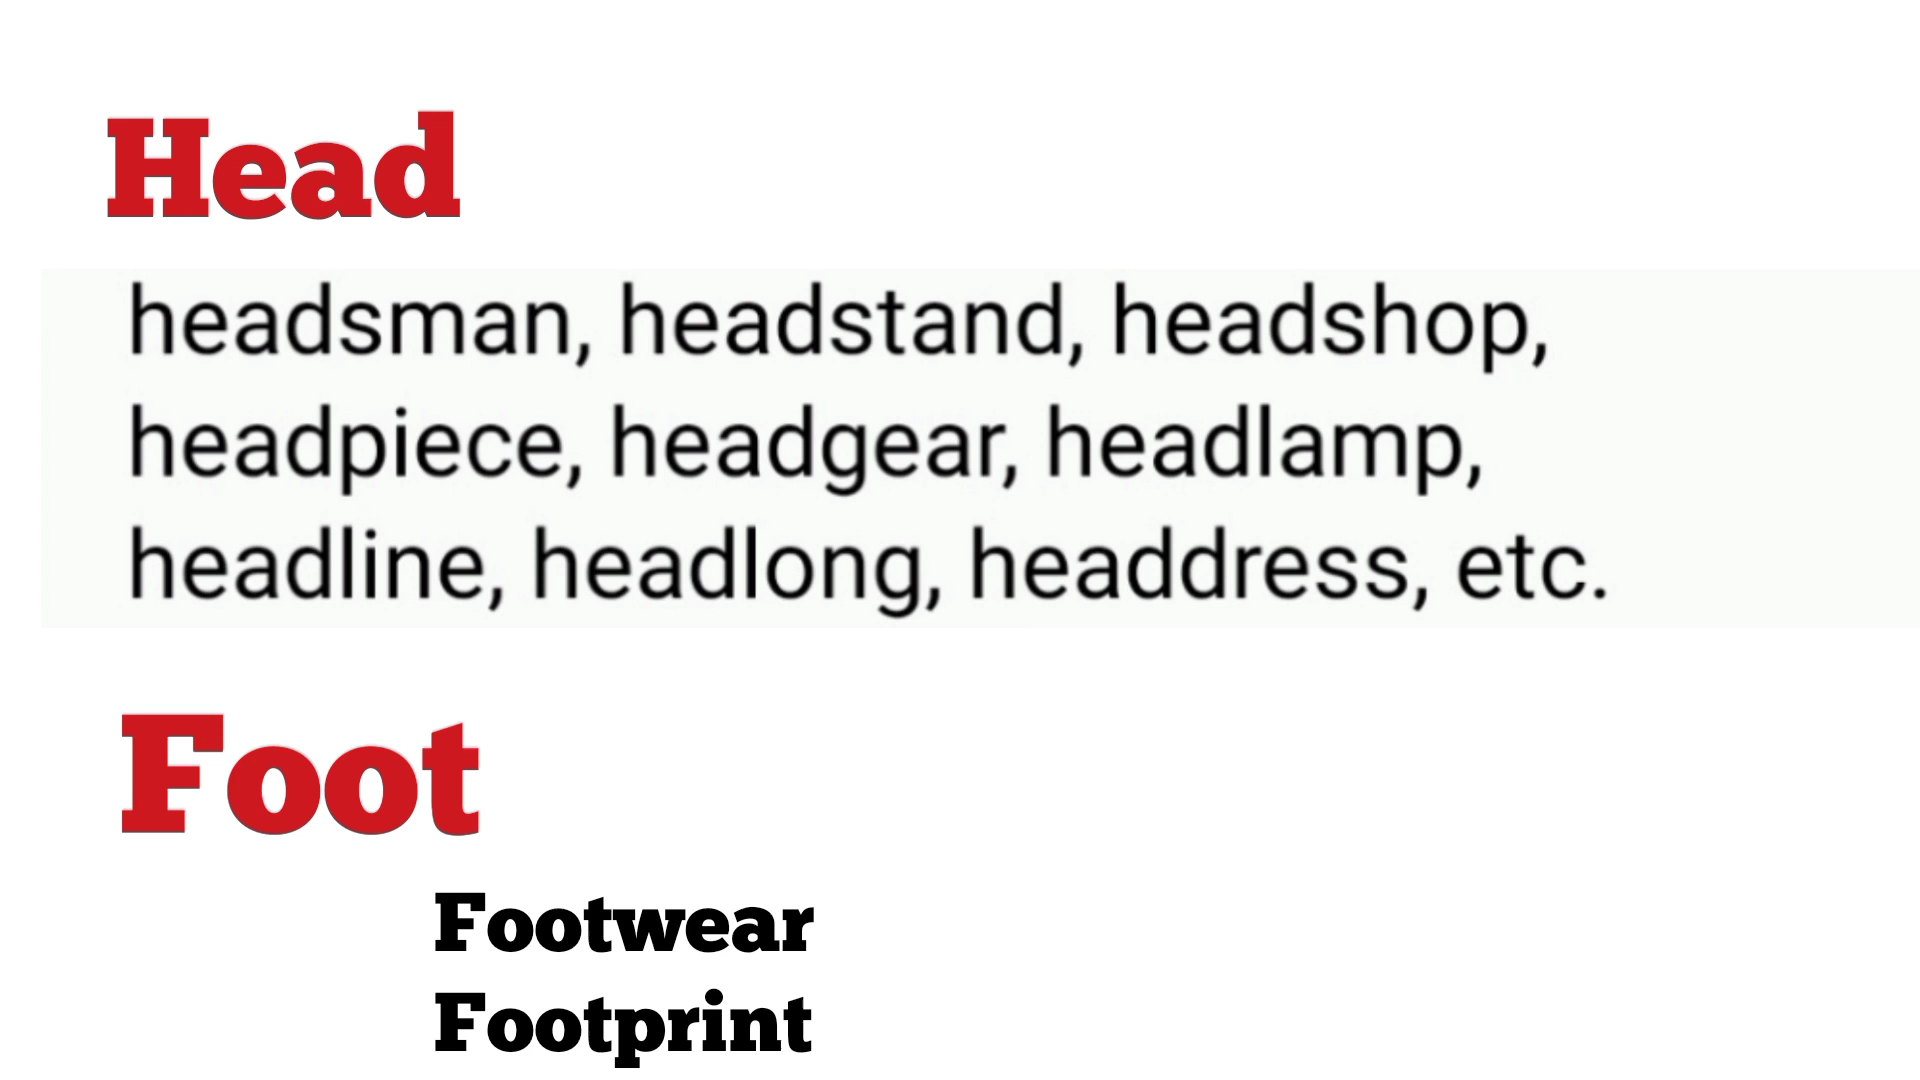 Head
headsman, headstand, headshop,
headpiece, headgear, headlamp,
headline, headlong, headdress, etc.
Foot
Footwear
Footprint